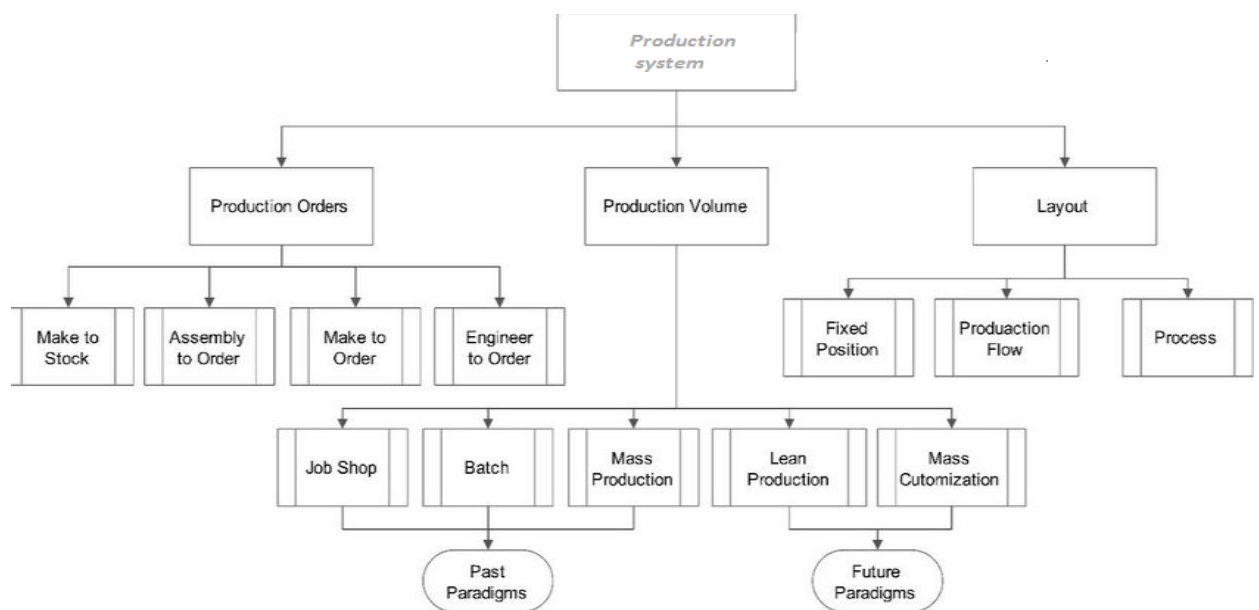 Production
system
Production Orders
Production Volume
Layout
Make to
Stock
Assembly
to Order
Make to
Order
Engineer
to Order
Fixed
Position
Produaction
Flow
Process
Job Shop
Batch
Mass
Production
Lean
Production
Mass
Cutomization
Past
Paradigms
Future
Paradigms